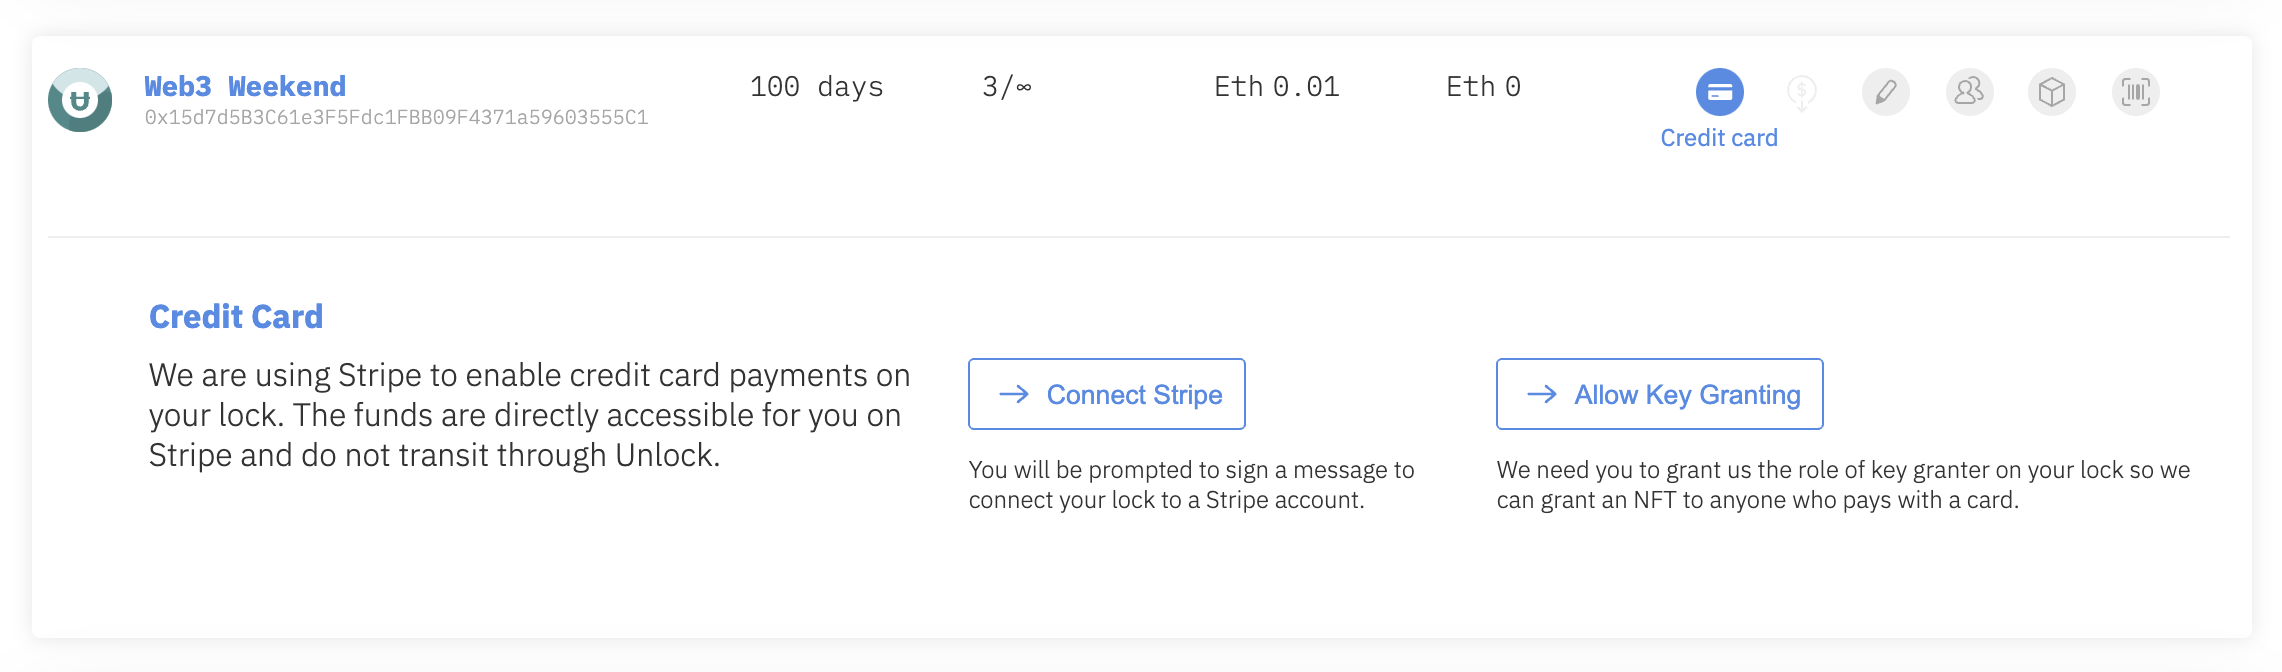 Web3 Weekend 100 days 3/∞ Eth 0.01 Eth 0
0x15d7d5B3C61e3F5Fdc1FBB09F4371a59603555C1
Credit card
Credit Card
We are using Stripe to enable credit card payments on
your lock. The funds are directly accessible for you on
Stripe and do not transit through Unlock.
→ Connect Stripe
You will be prompted to sign a message to
connect your lock to a Stripe account.
→ Allow Key Granting
We need you to grant us the role of key granter on your lock so we
can grant an NFT to anyone who pays with a card.